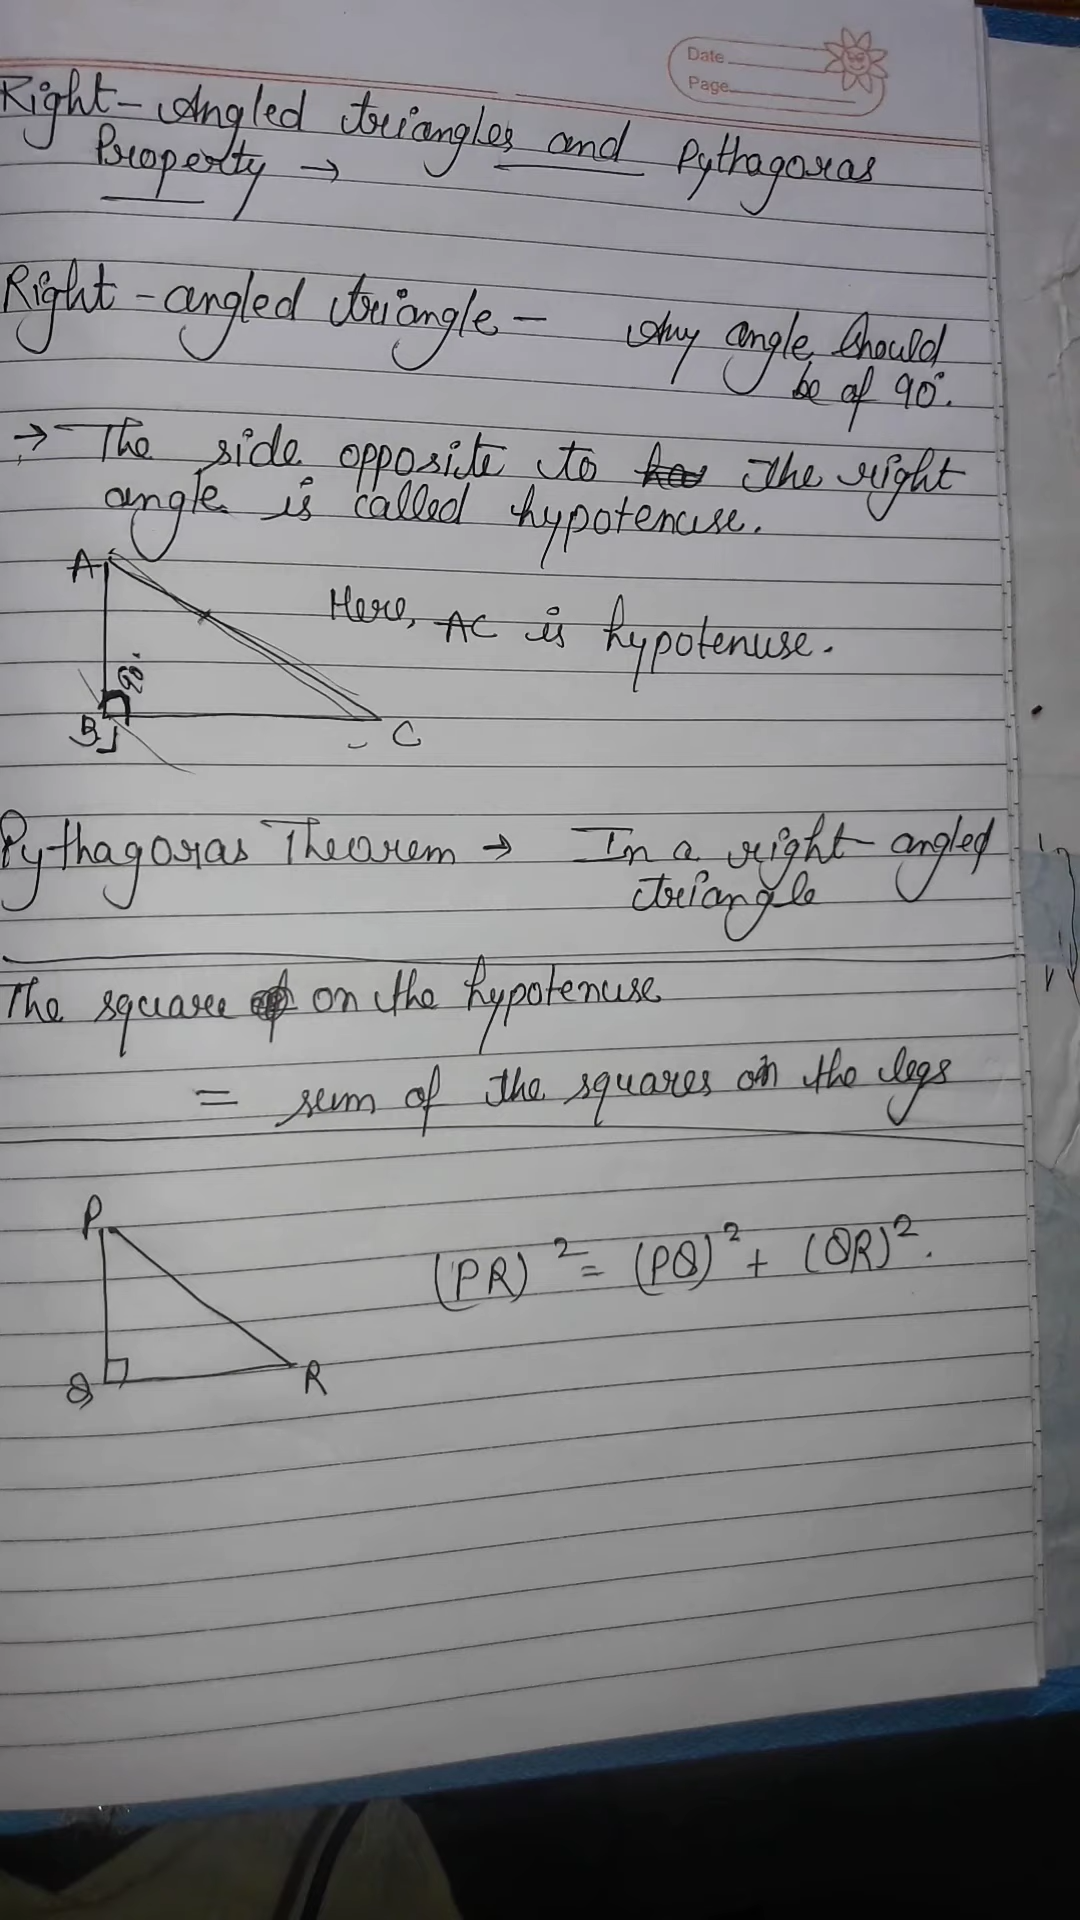 Date
Page
Right-Angled triangles and Pythagoras
Property →
Right-angled triangle - Any angle should
be of 90°.
→ The side opposite to the right
angle is called hypotenuse.
A
Here, AC is hypotenuse.
90°
B
C
Pythagoras Theorem → In a right-angled
triangle
The square on the hypotenuse
= sum of the squares on the legs
P
(PR)² = (PQ)² + (QR)².
Q
R